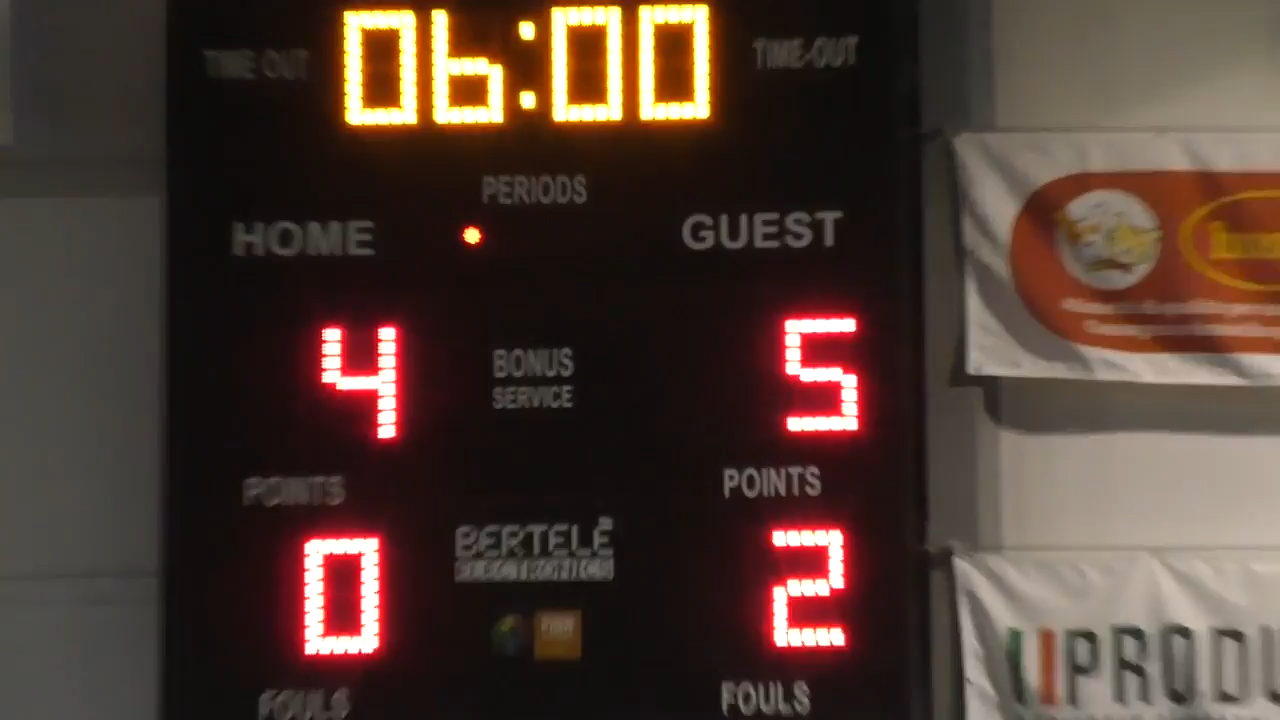 TIME OUT 06:00 TIME-OUT
PERIODS
HOME GUEST
4 BONUS 5
SERVICE
POINTS POINTS
BERTELÈ
0 2
FOULS FOULS
PRODU